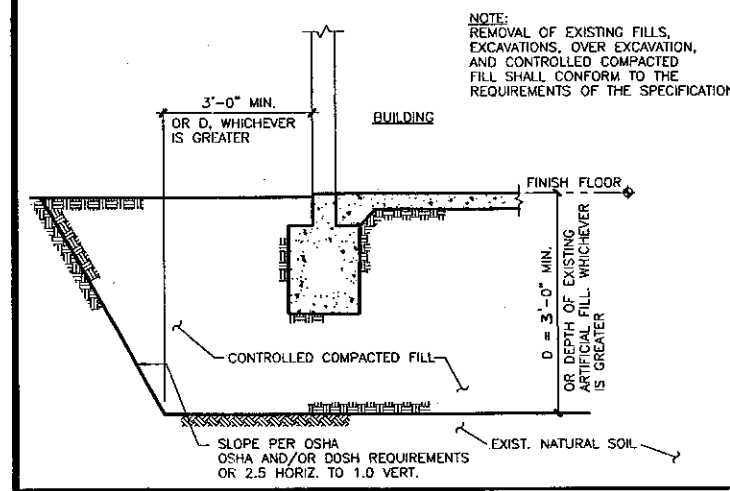 NOTE:
REMOVAL OF EXISTING FILLS,
EXCAVATIONS, OVER EXCAVATION,
AND CONTROLLED COMPACTED
FILL SHALL CONFORM TO THE
REQUIREMENTS OF THE SPECIFICATION
3'-0" MIN.
OR D, WHICHEVER
IS GREATER
BUILDING
FINISH FLOOR
D = 3'-0" MIN.
OR DEPTH OF EXISTING
ARTIFICIAL FILL. WHICHEVER
IS GREATER
CONTROLLED COMPACTED FILL
SLOPE PER OSHA
OSHA AND/OR DOSH REQUIREMENTS
OR 2.5 HORIZ. TO 1.0 VERT.
EXIST. NATURAL SOIL